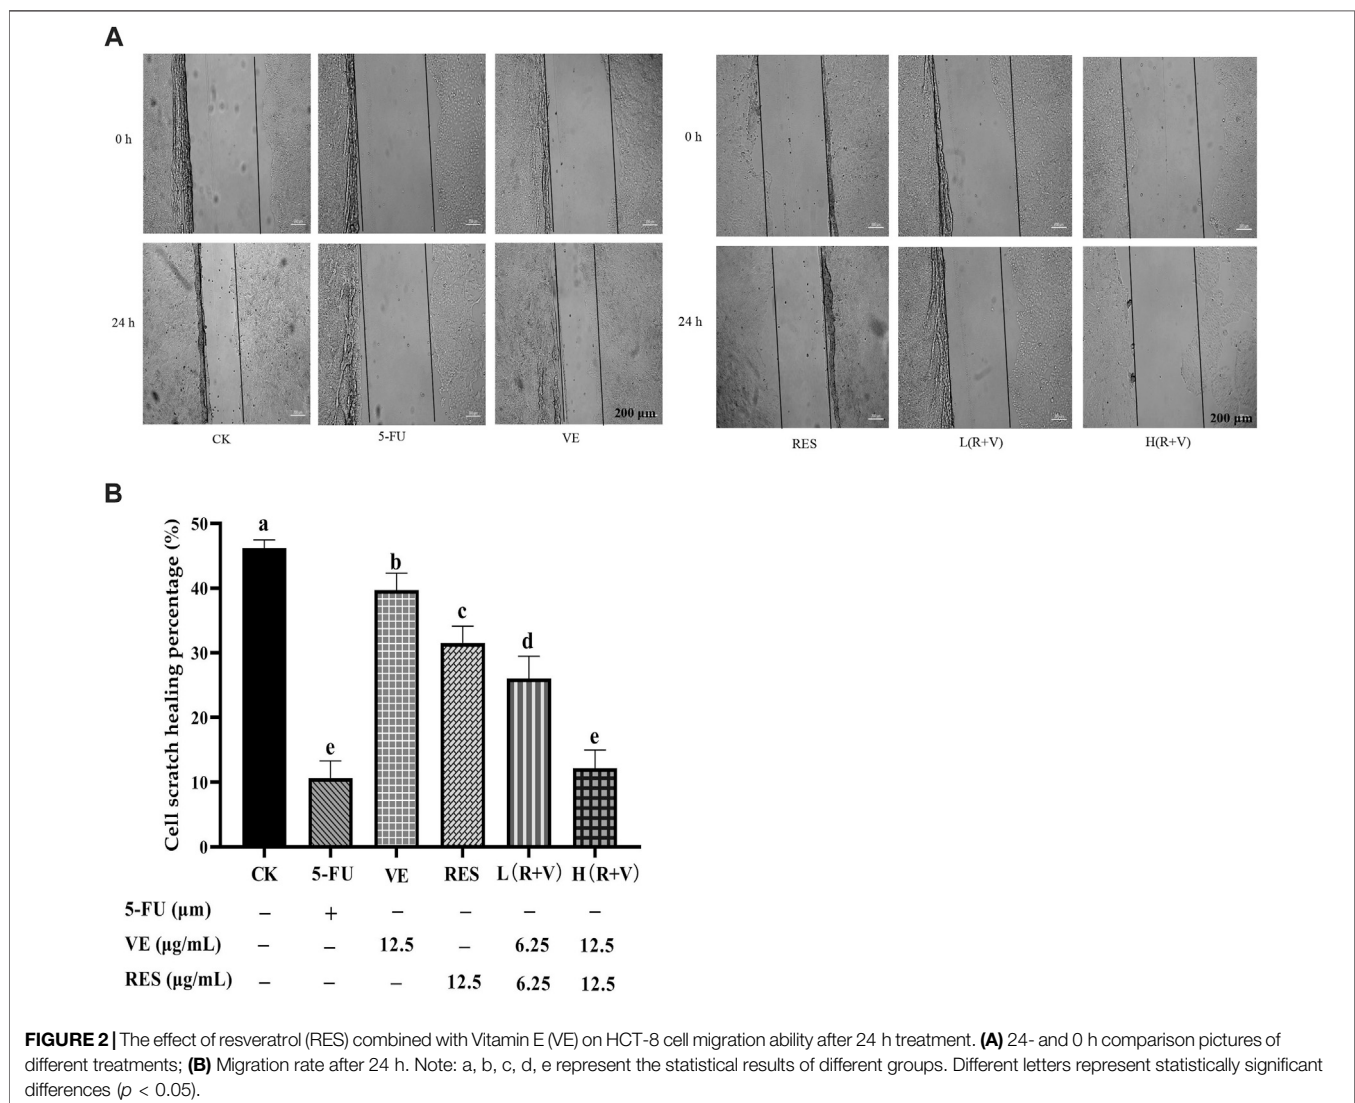 A
0 h
0 h
24 h
24 h
200 µm
200 µm
CK
5-FU
VE
RES
L(R+V)
H(R+V)
B
Cell scratch healing percentage (%)
50
40
30
20
10
0
a
e
b
c
d
e
CK 5-FU VE RES L(R+V) H(R+V)
5-FU (µm) – + – – – –
VE (µg/mL) – – 12.5 – 6.25 12.5
RES (µg/mL) – – – 12.5 6.25 12.5
FIGURE 2 | The effect of resveratrol (RES) combined with Vitamin E (VE) on HCT-8 cell migration ability after 24 h treatment. (A) 24- and 0 h comparison pictures of
different treatments; (B) Migration rate after 24 h. Note: a, b, c, d, e represent the statistical results of different groups. Different letters represent statistically significant
differences (p < 0.05).